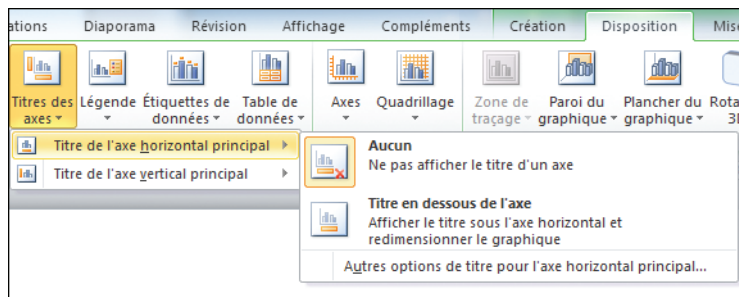 ations Diaporama Révision Affichage Compléments Création Disposition Mise
Titres des axes
Légende
Étiquettes de données
Table de données
Axes
Quadrillage
Zone de traçage
Paroi du graphique
Plancher du graphique
Rota
3D
Titre de l'axe horizontal principal
Titre de l'axe vertical principal
Aucun
Ne pas afficher le titre d'un axe
Titre en dessous de l'axe
Afficher le titre sous l'axe horizontal et
redimensionner le graphique
Autres options de titre pour l'axe horizontal principal...